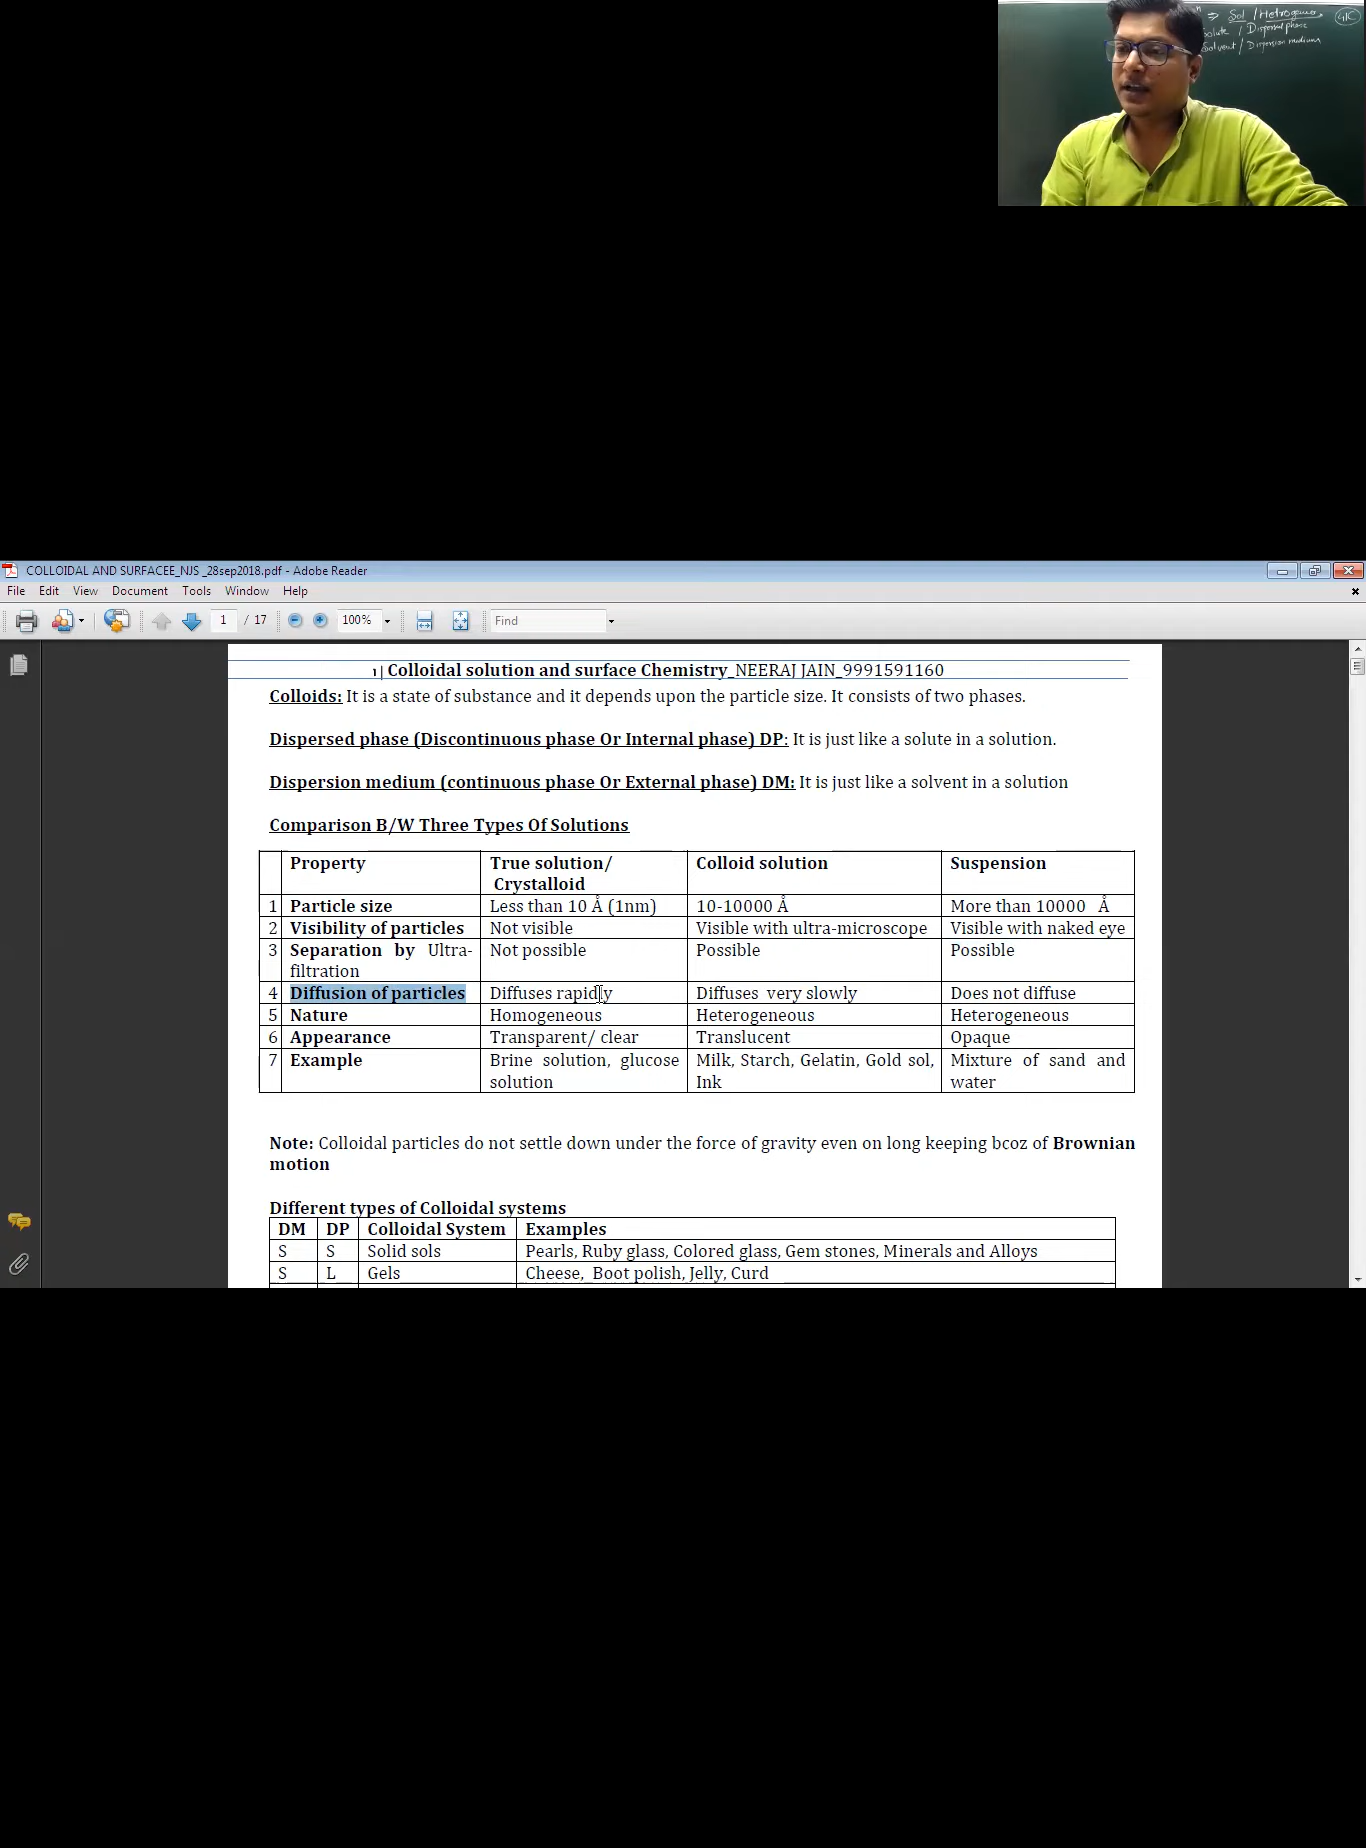 ⇒ Sol / Hetrogeneo
Solute / Dispersed phase
Solvent / Dispersion medium
COLLOIDAL AND SURFACEE_NJS _28sep2018.pdf - Adobe Reader
File Edit View Document Tools Window Help
1 / 17 100% Find
1| Colloidal solution and surface Chemistry_NEERAJ JAIN_9991591160
Colloids: It is a state of substance and it depends upon the particle size. It consists of two phases.
Dispersed phase (Discontinuous phase Or Internal phase) DP: It is just like a solute in a solution.
Dispersion medium (continuous phase Or External phase) DM: It is just like a solvent in a solution
Comparison B/W Three Types Of Solutions
Property True solution/ Colloid solution Suspension
Crystalloid
1 Particle size Less than 10 Å (1nm) 10-10000 Å More than 10000 Å
2 Visibility of particles Not visible Visible with ultra-microscope Visible with naked eye
3 Separation by Ultra- Not possible Possible Possible
filtration
4 Diffusion of particles Diffuses rapidly Diffuses very slowly Does not diffuse
5 Nature Homogeneous Heterogeneous Heterogeneous
6 Appearance Transparent/ clear Translucent Opaque
7 Example Brine solution, glucose Milk, Starch, Gelatin, Gold sol, Mixture of sand and
solution Ink water
Note: Colloidal particles do not settle down under the force of gravity even on long keeping bcoz of Brownian
motion
Different types of Colloidal systems
DM DP Colloidal System Examples
S S Solid sols Pearls, Ruby glass, Colored glass, Gem stones, Minerals and Alloys
S L Gels Cheese, Boot polish, Jelly, Curd